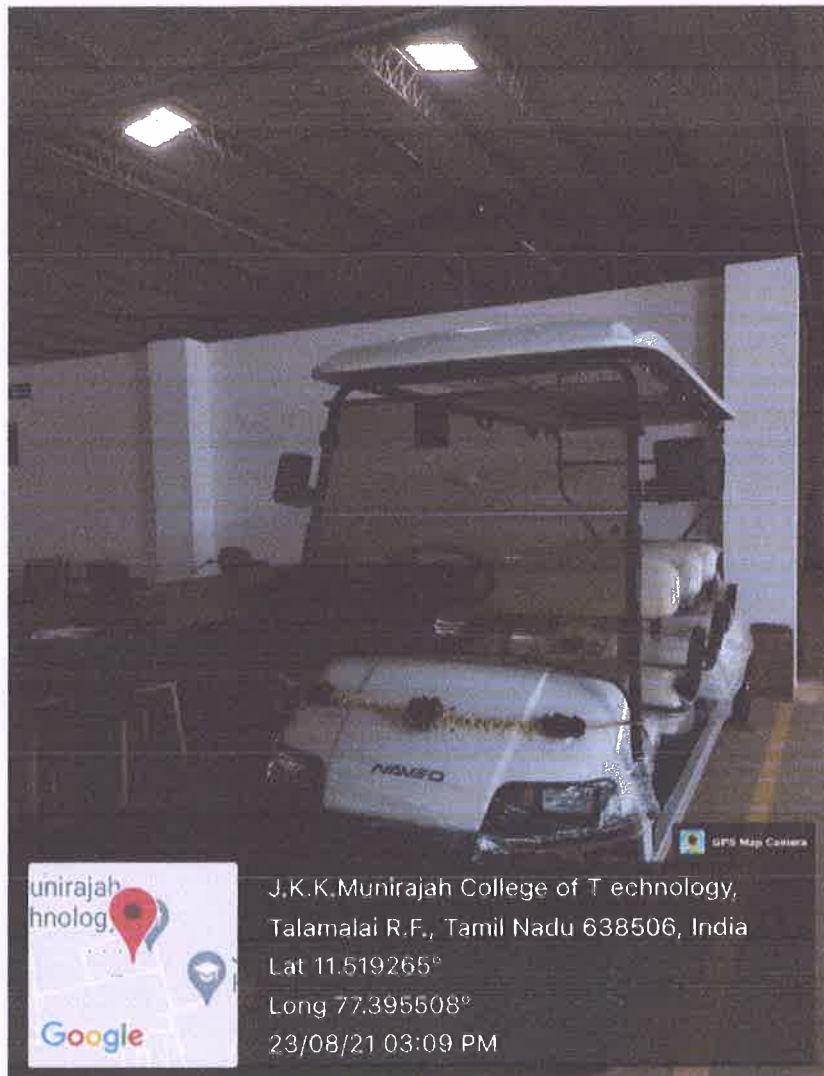 NAVEO
GPS Map Camera
unirajah
hnolog
Google
J.K.K.Munirajah College of T echnology,
Talamalai R.F., Tamil Nadu 638506, India
Lat 11.519265°
Long 77.395508°
23/08/21 03:09 PM